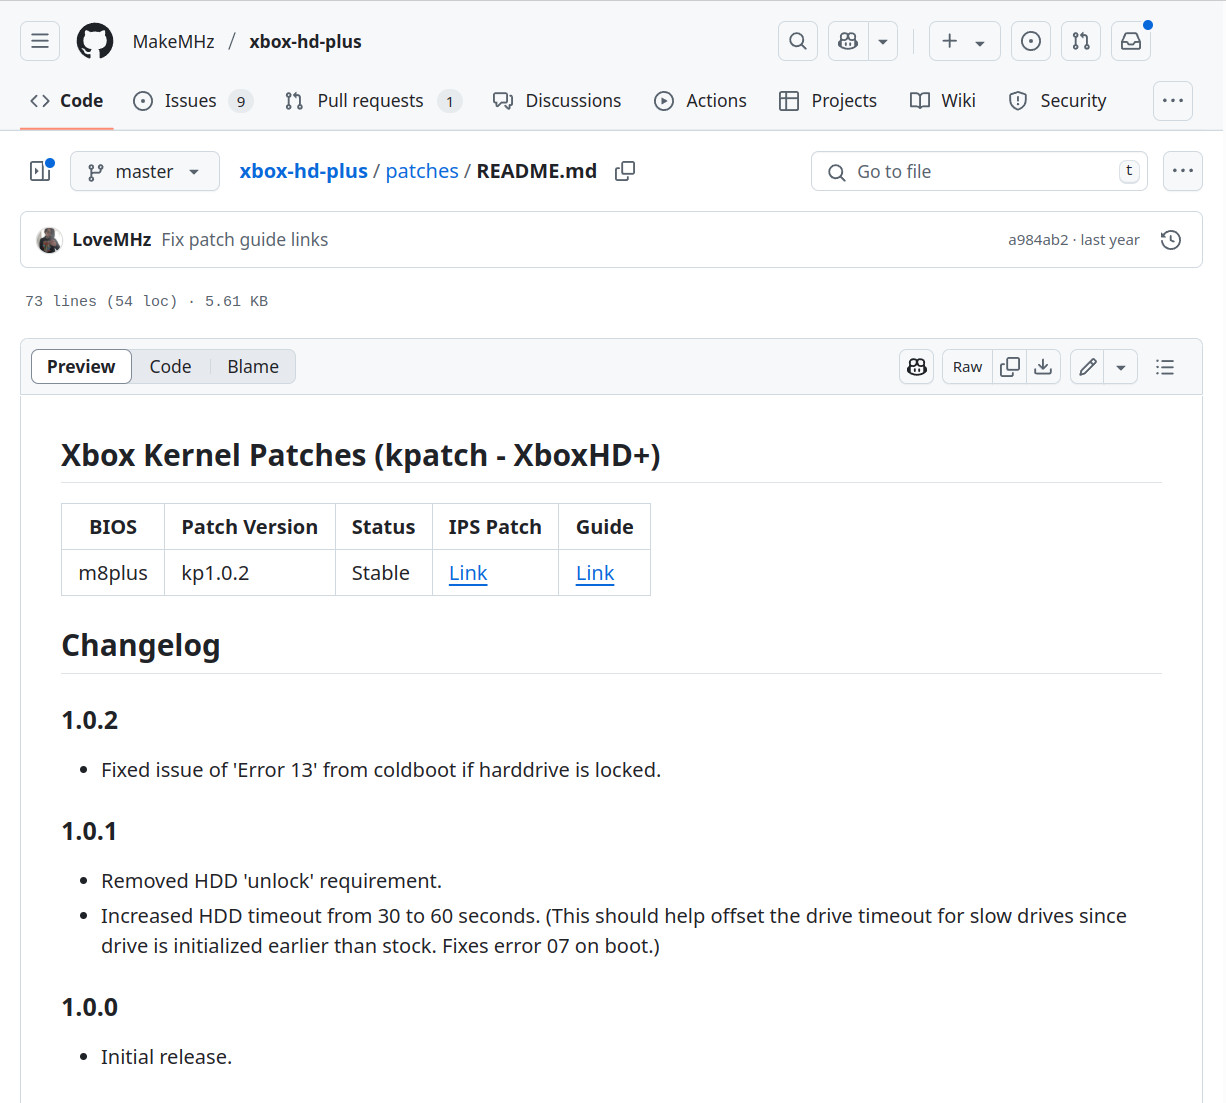 MakeMHz / xbox-hd-plus
Code Issues 9 Pull requests 1 Discussions Actions Projects Wiki Security
master xbox-hd-plus / patches / README.md Go to file t
LoveMHz Fix patch guide links a984ab2 · last year
73 lines (54 loc) · 5.61 KB
Preview Code Blame Raw
Xbox Kernel Patches (kpatch - XboxHD+)
BIOS Patch Version Status IPS Patch Guide
m8plus kp1.0.2 Stable Link Link
Changelog
1.0.2
• Fixed issue of 'Error 13' from coldboot if harddrive is locked.
1.0.1
• Removed HDD 'unlock' requirement.
• Increased HDD timeout from 30 to 60 seconds. (This should help offset the drive timeout for slow drives since
drive is initialized earlier than stock. Fixes error 07 on boot.)
1.0.0
• Initial release.